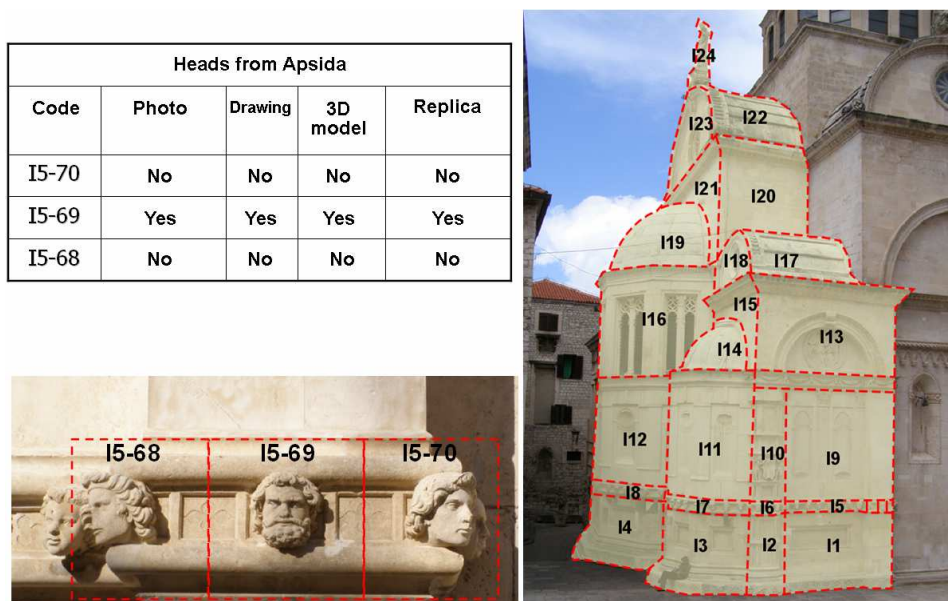 Heads from Apsida
Code Photo Drawing 3D model Replica
I5-70 No No No No
I5-69 Yes Yes Yes Yes
I5-68 No No No No
I5-68 I5-69 I5-70
I24
I23 I22
I21 I20
I19 I18 I17
I16 I15 I14 I13
I12 I11 I10 I9
I8 I7 I6 I5
I4 I3 I2 I1